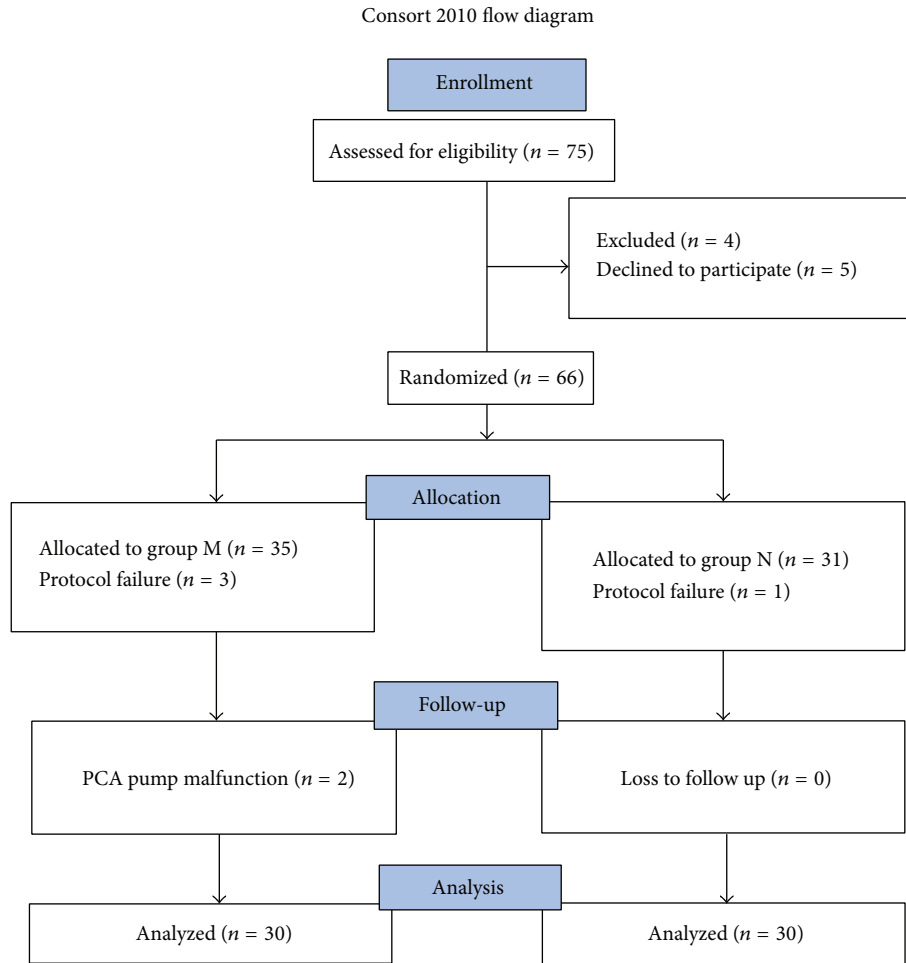 Consort 2010 flow diagram
Enrollment
Assessed for eligibility (n = 75)
Excluded (n = 4)
Declined to participate (n = 5)
Randomized (n = 66)
Allocation
Allocated to group M (n = 35)
Protocol failure (n = 3)
Allocated to group N (n = 31)
Protocol failure (n = 1)
Follow-up
PCA pump malfunction (n = 2)
Loss to follow up (n = 0)
Analysis
Analyzed (n = 30)
Analyzed (n = 30)